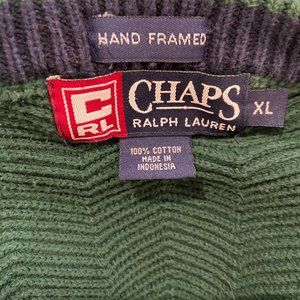 HAND FRAMED
C
RL
CHAPS
RALPH LAUREN
XL
100% COTTON
MADE IN
INDONESIA